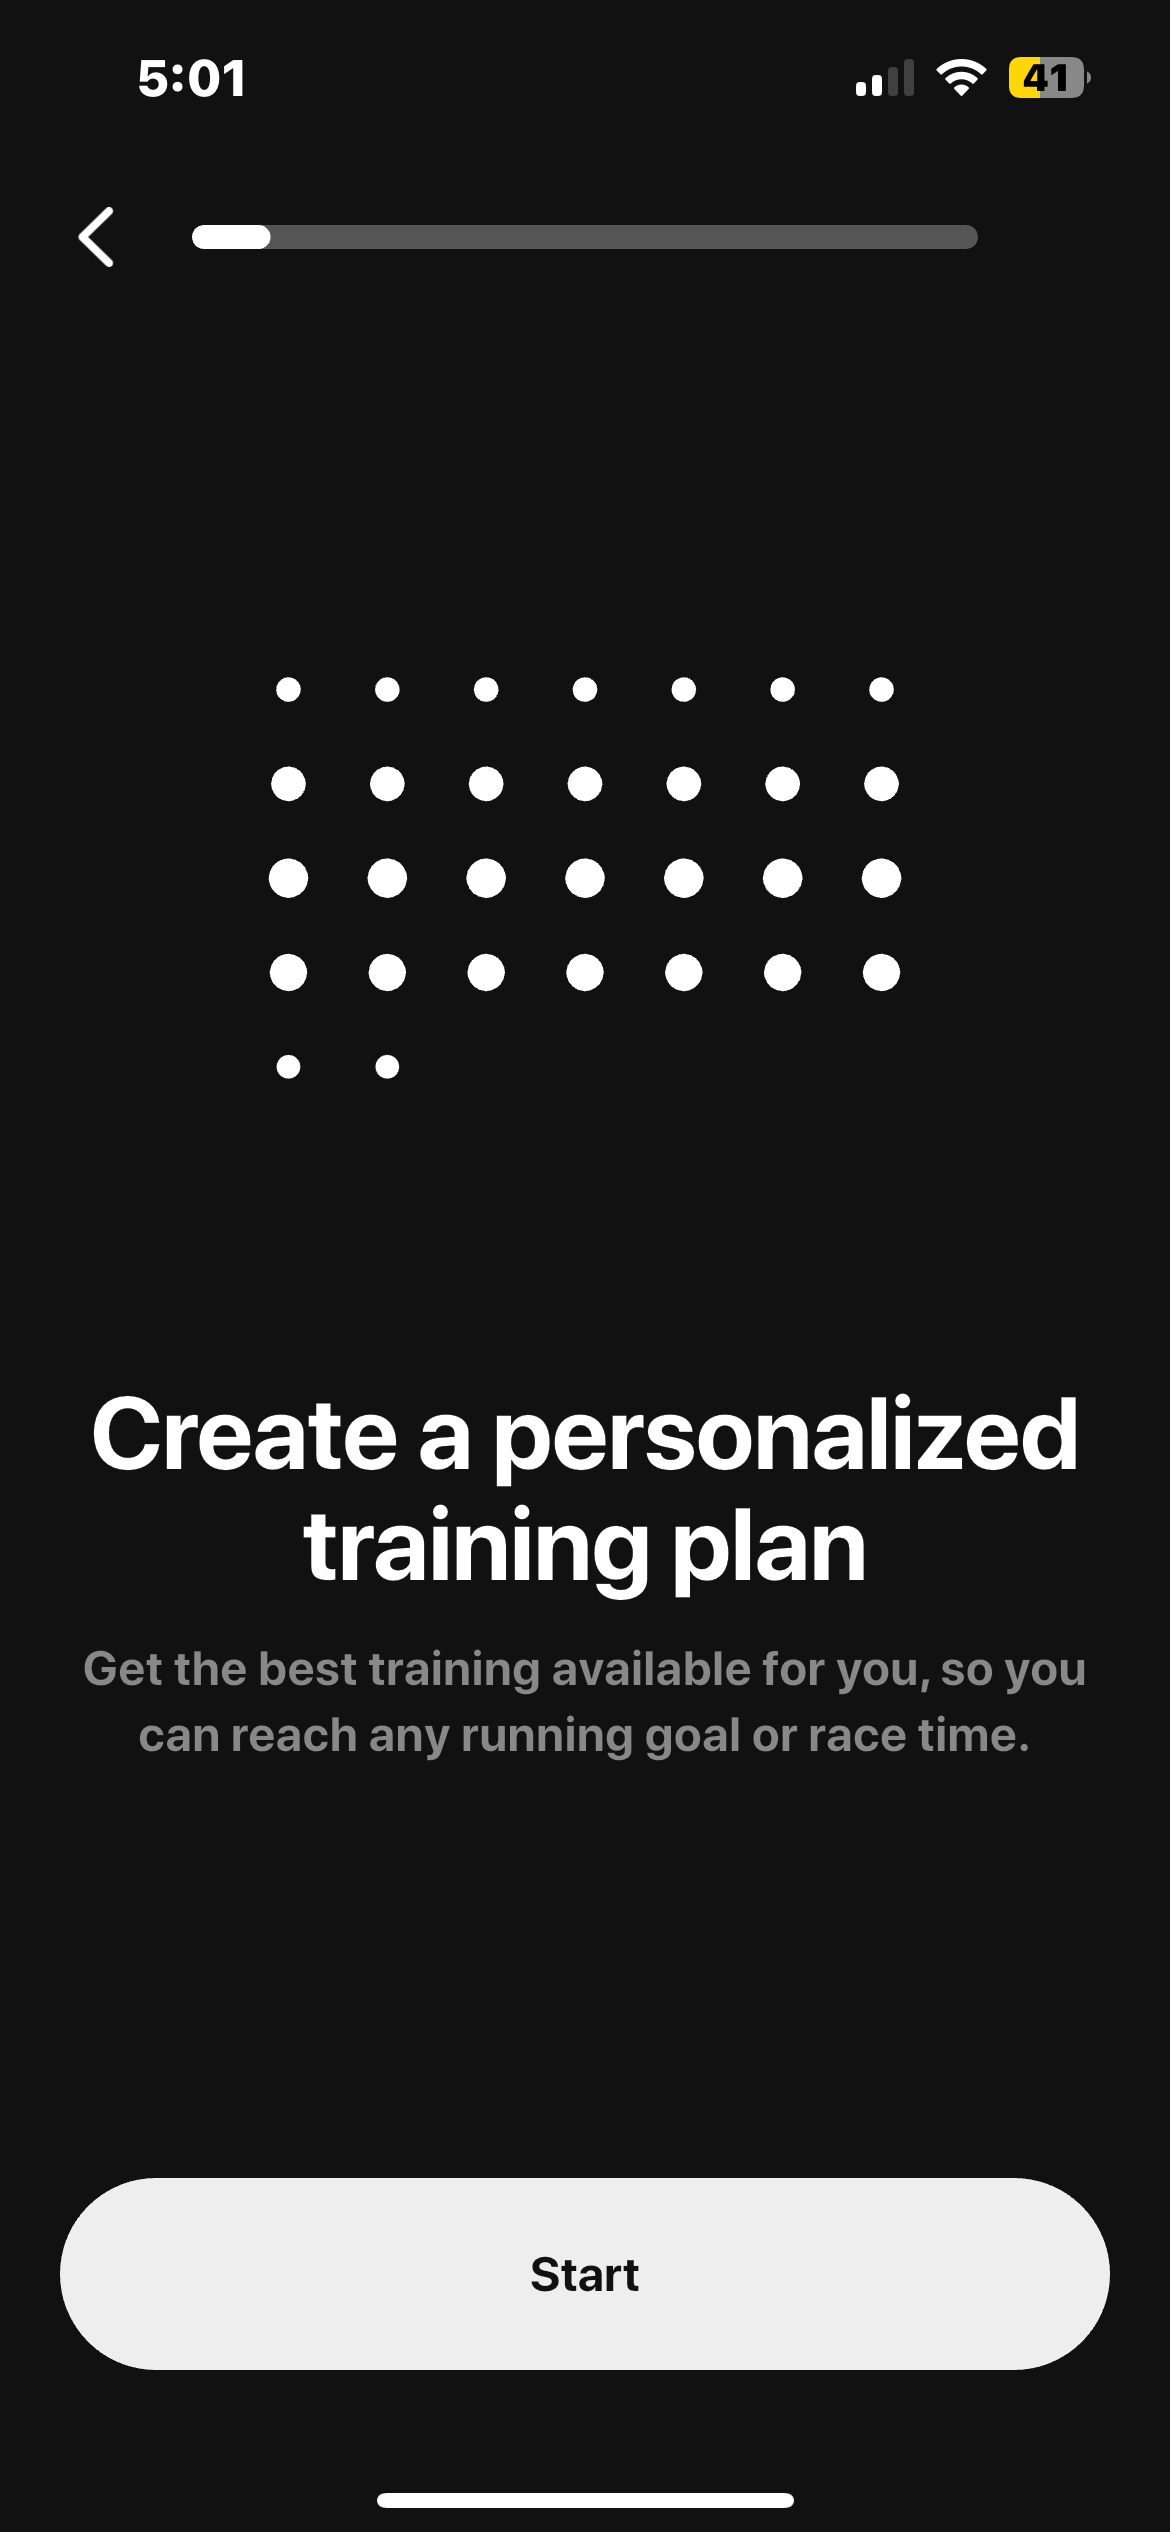 5:01
41
Create a personalized
training plan
Get the best training available for you, so you
can reach any running goal or race time.
Start